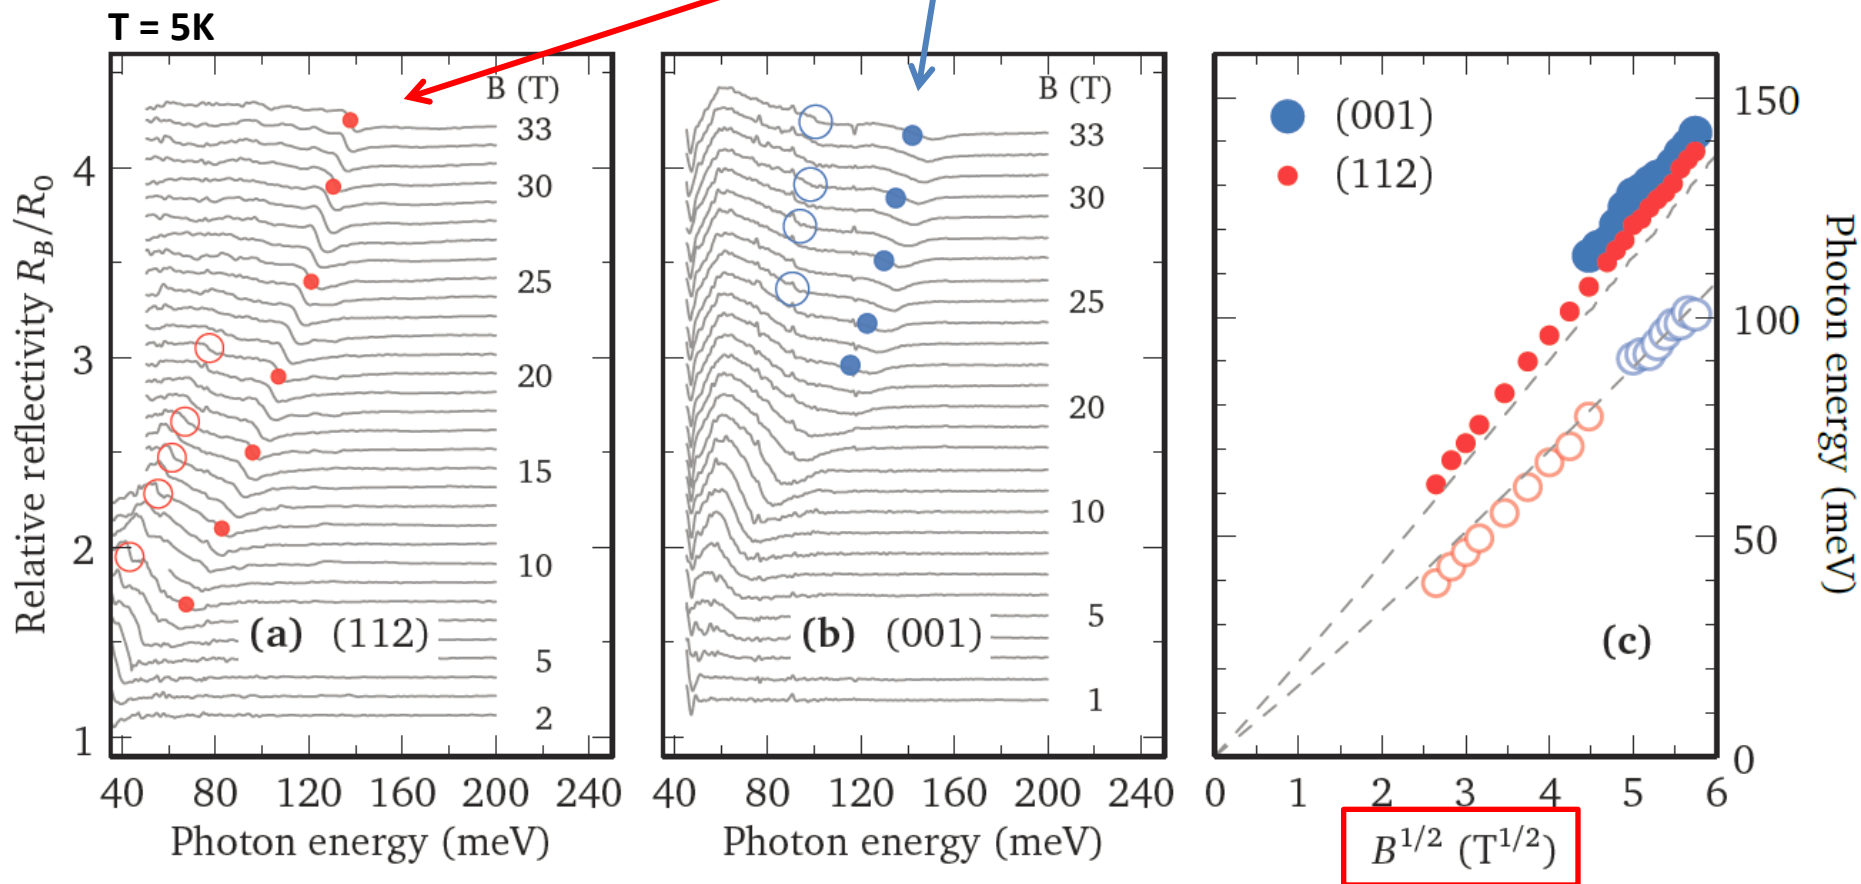 T = 5K
Relative reflectivity R_B/R_0
4
3
2
1
B (T)
33
30
25
20
15
10
5
2
(a) (112)
40 80 120 160 200 240
Photon energy (meV)
B (T)
33
30
25
20
10
5
1
(b) (001)
40 80 120 160 200 240
Photon energy (meV)
(001)
(112)
(c)
150
100
50
0
Photon energy (meV)
0 1 2 3 4 5 6
B^{1/2} (T^{1/2})